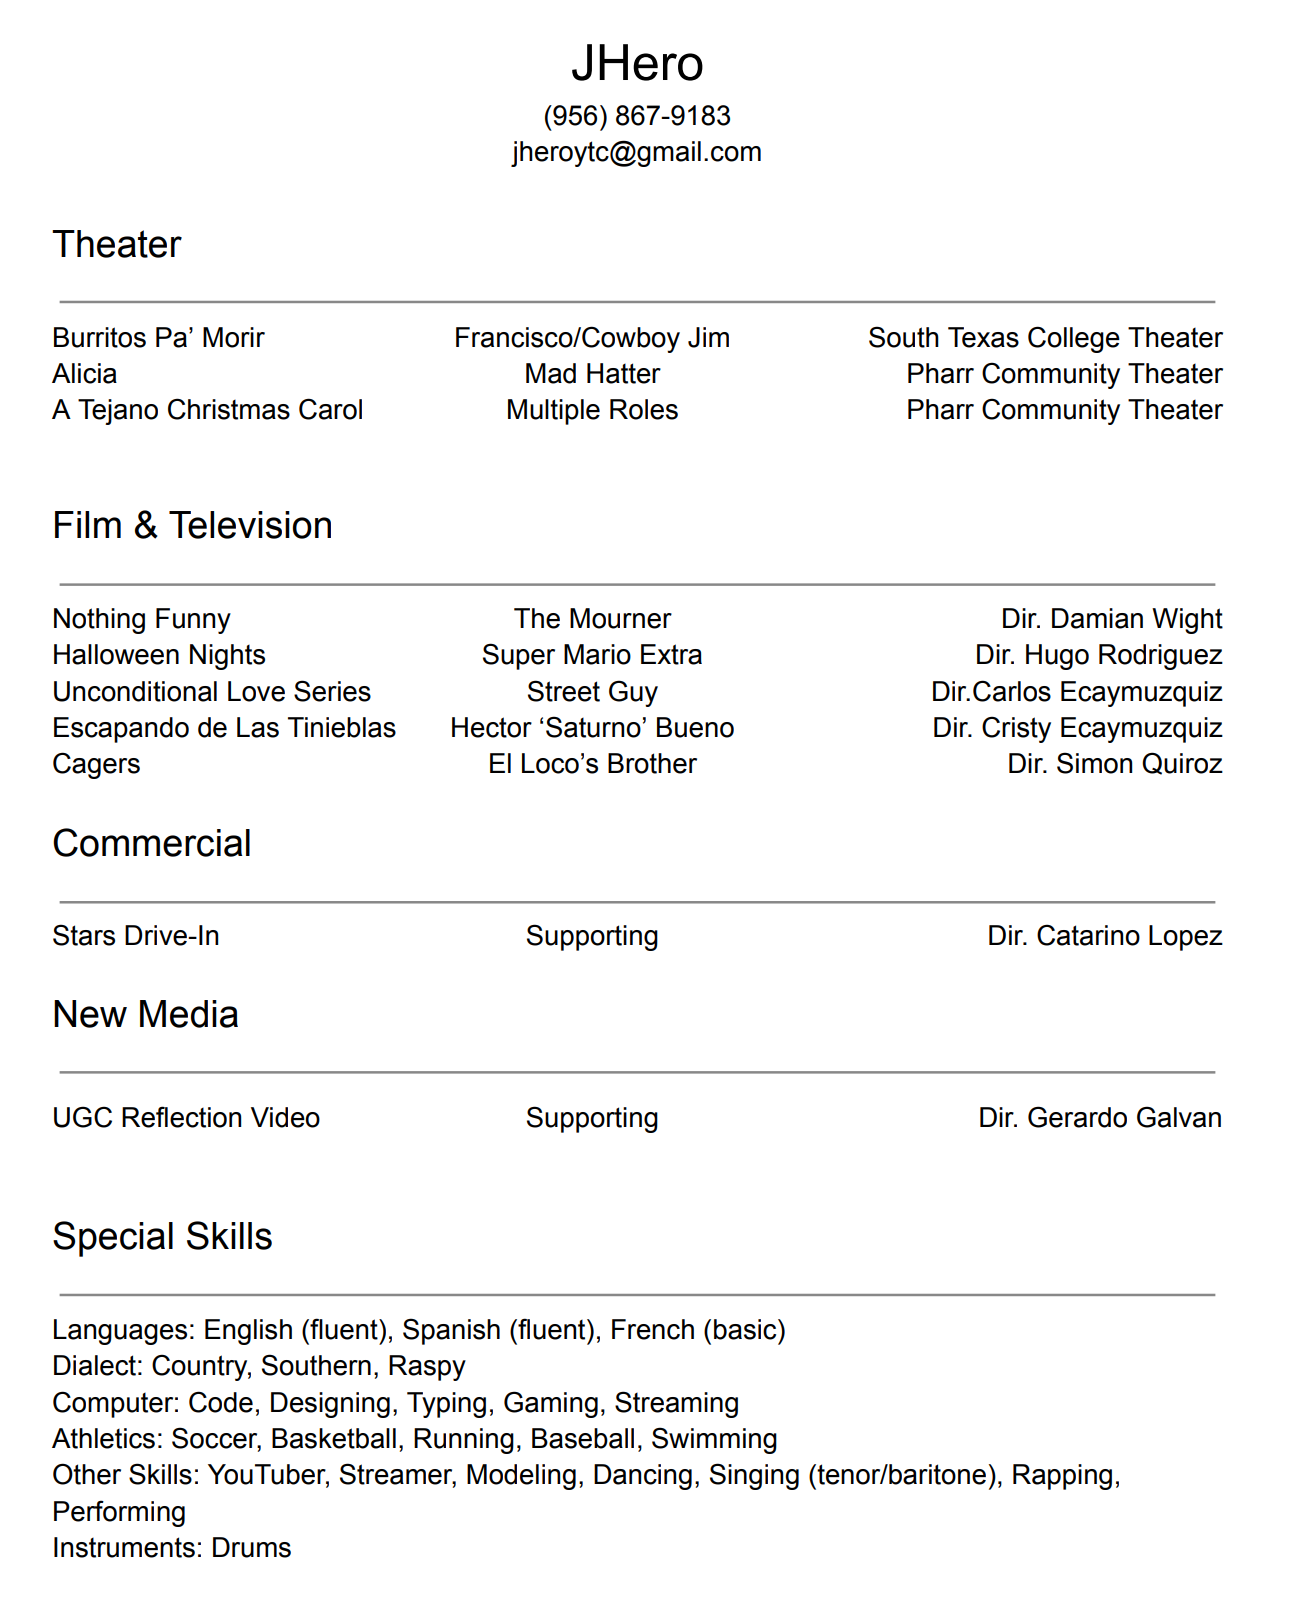 JHero
(956) 867-9183
jheroytc@gmail.com
Theater
Burritos Pa’ Morir Francisco/Cowboy Jim South Texas College Theater
Alicia Mad Hatter Pharr Community Theater
A Tejano Christmas Carol Multiple Roles Pharr Community Theater
Film & Television
Nothing Funny The Mourner Dir. Damian Wight
Halloween Nights Super Mario Extra Dir. Hugo Rodriguez
Unconditional Love Series Street Guy Dir.Carlos Ecaymuzquiz
Escapando de Las Tinieblas Hector ‘Saturno’ Bueno Dir. Cristy Ecaymuzquiz
Cagers El Loco’s Brother Dir. Simon Quiroz
Commercial
Stars Drive-In Supporting Dir. Catarino Lopez
New Media
UGC Reflection Video Supporting Dir. Gerardo Galvan
Special Skills
Languages: English (fluent), Spanish (fluent), French (basic)
Dialect: Country, Southern, Raspy
Computer: Code, Designing, Typing, Gaming, Streaming
Athletics: Soccer, Basketball, Running, Baseball, Swimming
Other Skills: YouTuber, Streamer, Modeling, Dancing, Singing (tenor/baritone), Rapping,
Performing
Instruments: Drums